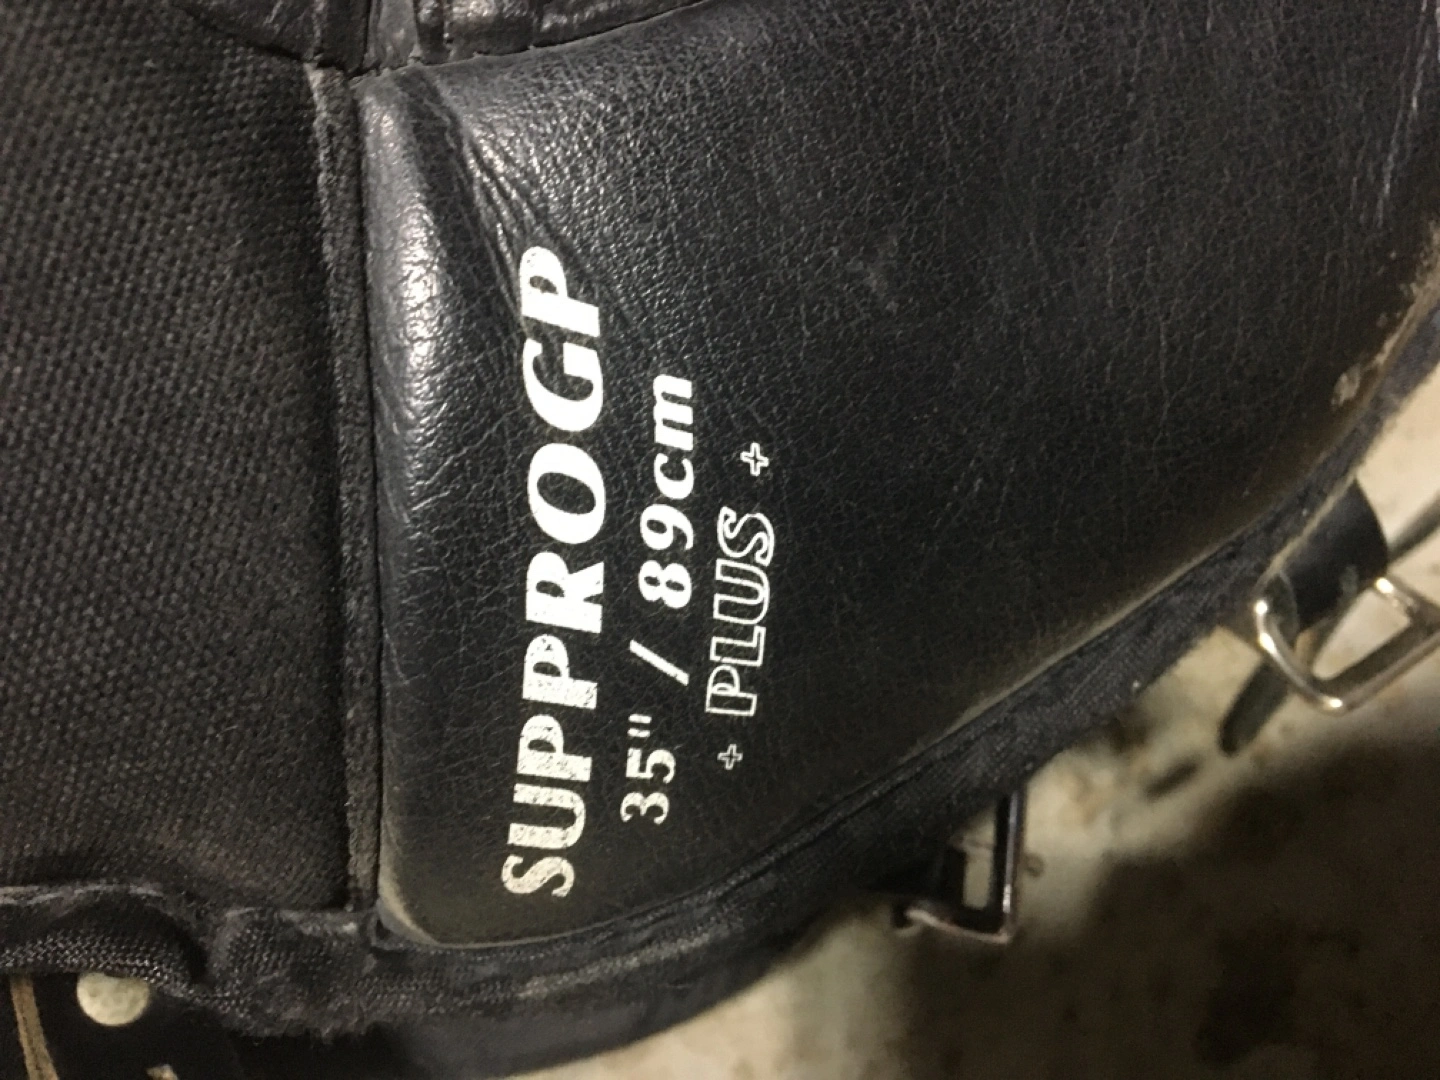 SUPPROGP
35" / 89cm
+ PLUS +